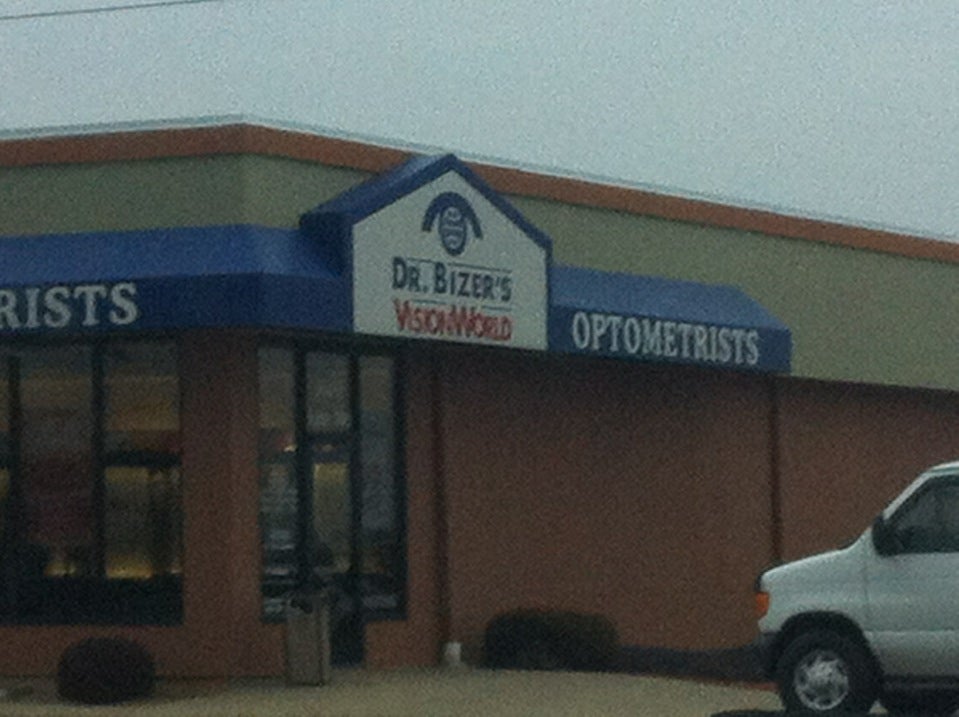 RISTS
DR. BIZER'S
VISIONWORLD
OPTOMETRISTS